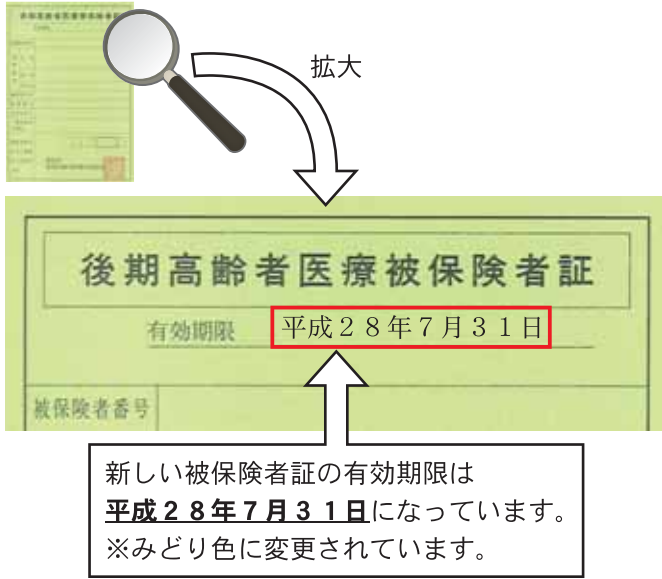 拡大
後期高齢者医療被保険者証
有効期限 平成２８年７月３１日
被保険者番号
新しい被保険者証の有効期限は
平成２８年７月３１日になっています。
※みどり色に変更されています。